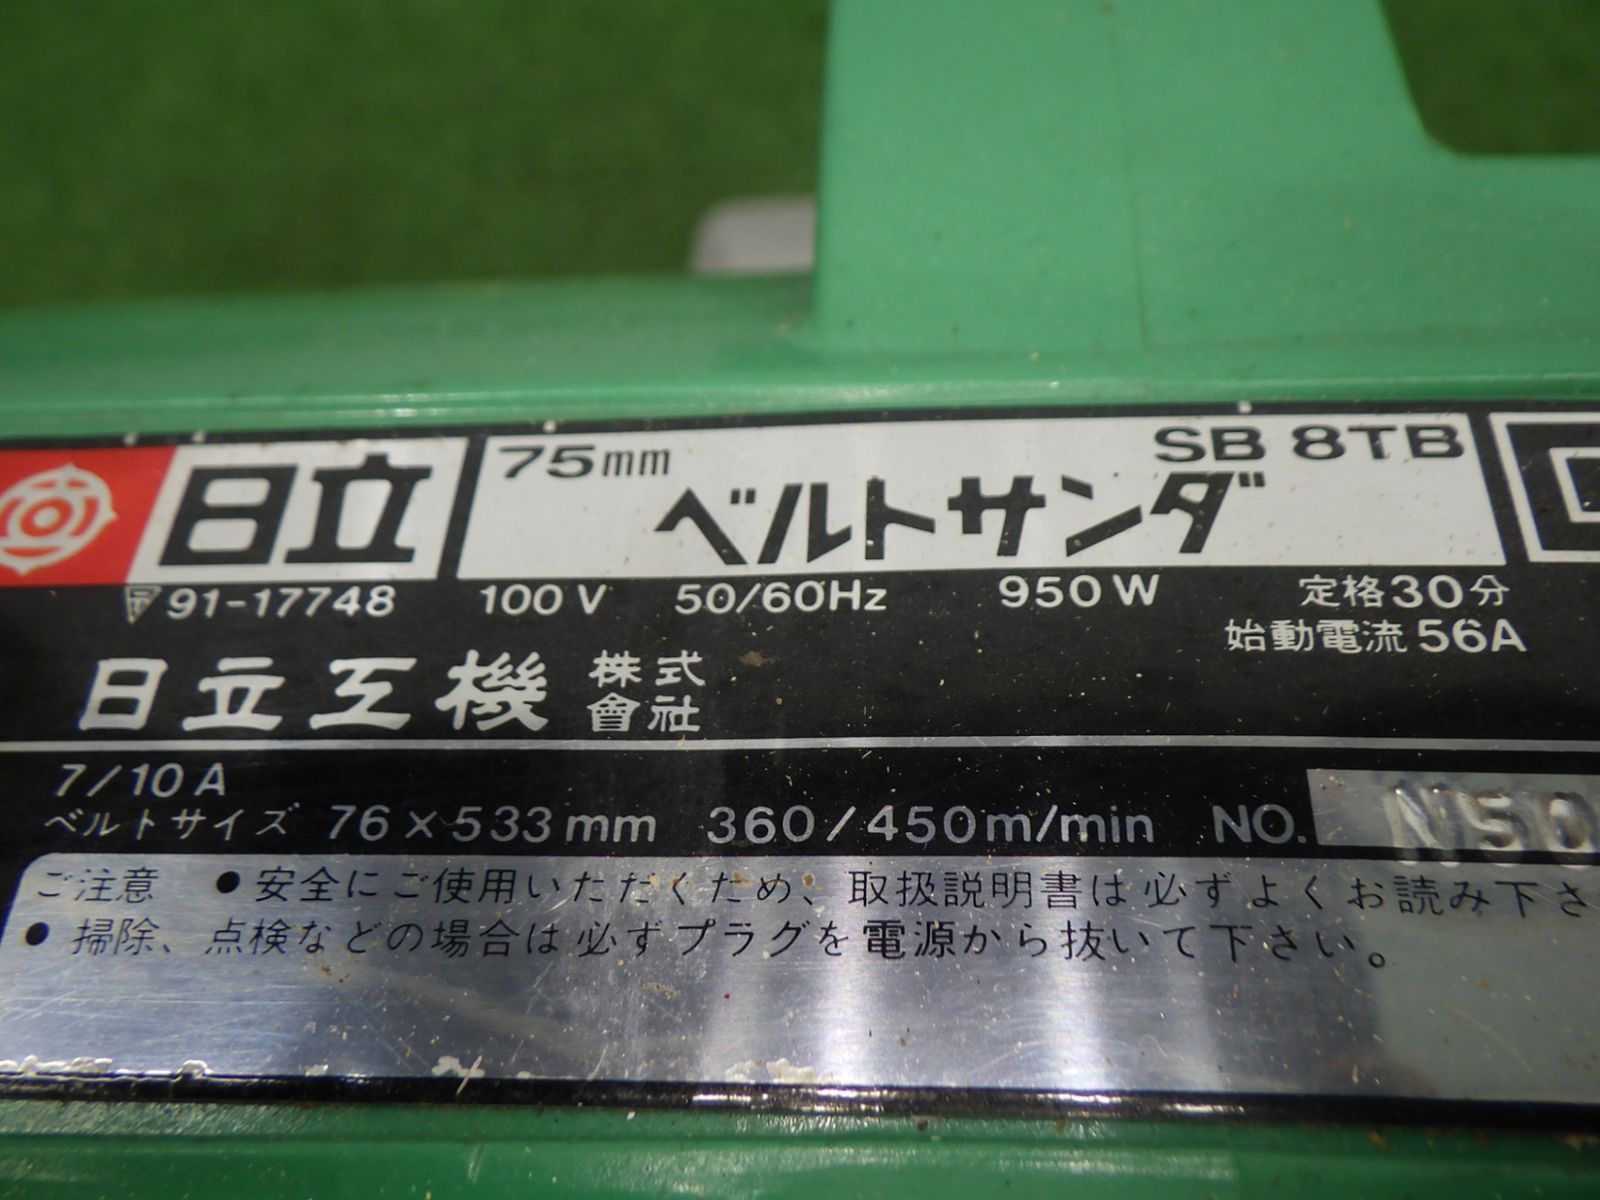 日立
75mm
SB 8TB
ベルトサンダ
〒 91-17748 100V 50/60Hz 950W 定格30分
始動電流56A
日立工機 株式會社
7/10A
ベルトサイズ 76×533mm 360/450m/min NO. N50
ご注意 ●安全にご使用いただくため、取扱説明書は必ずよくお読み下さ
●掃除、点検などの場合は必ずプラグを電源から抜いて下さい。